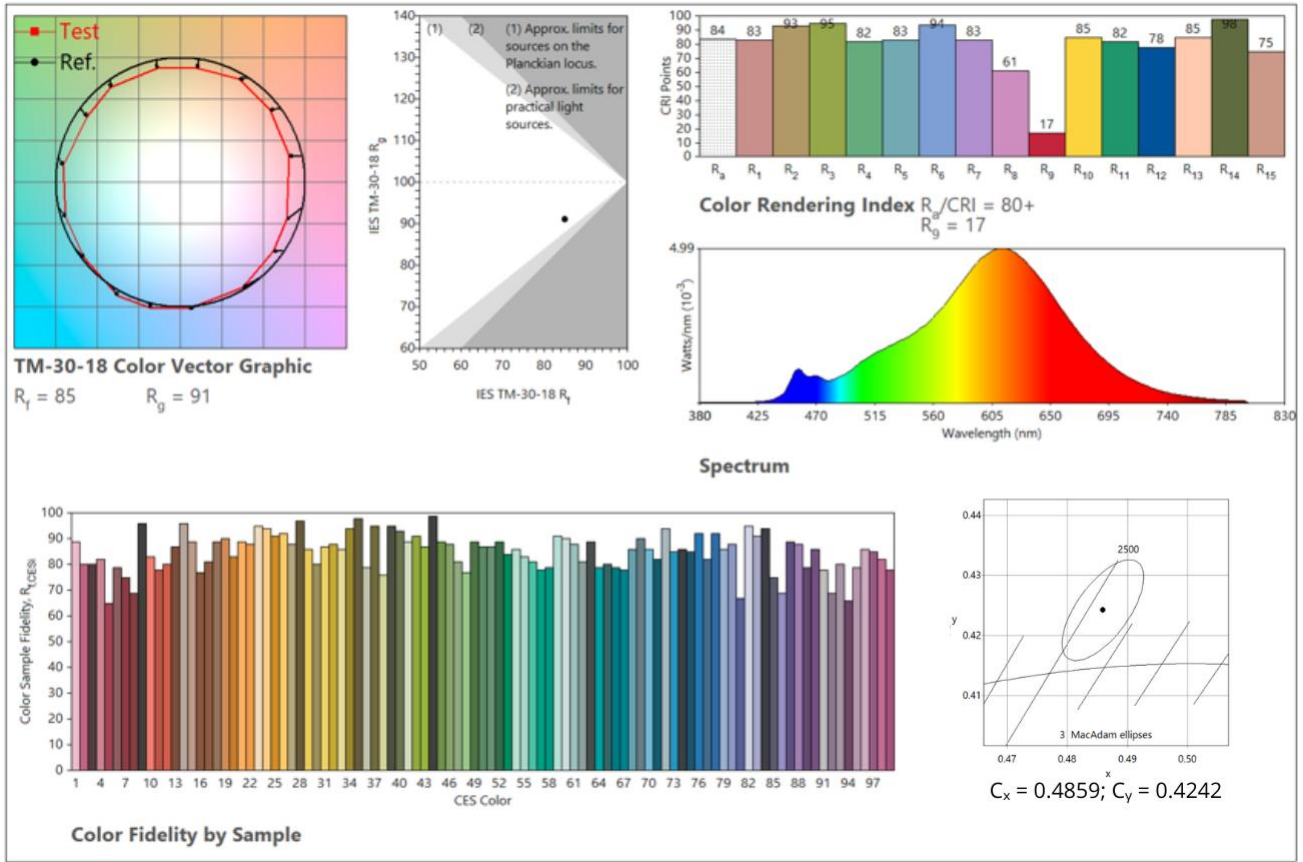 Test
Ref.
TM-30-18 Color Vector Graphic
Rf = 85 Rg = 91
140
130
120
110
100
90
80
70
60
IES TM-30-18 Rg
(1) (2) (1) Approx. limits for
sources on the
Planckian locus.
(2) Approx. limits for
practical light
sources.
50 60 70 80 90 100
IES TM-30-18 Rf
100
90
80
70
60
50
40
30
20
10
0
CRI Points
84 83 93 95 82 83 94 83 61 17 85 82 78 85 98 75
Ra R1 R2 R3 R4 R5 R6 R7 R8 R9 R10 R11 R12 R13 R14 R15
Color Rendering Index Ra/CRI = 80+
R9 = 17
4.99
Watts/nm (10-3)
380 425 470 515 560 605 650 695 740 785 830
Wavelength (nm)
Spectrum
100
90
80
70
60
50
40
30
20
10
0
Color Sample Fidelity, Rf,CESi
1 4 7 10 13 16 19 22 25 28 31 34 37 40 43 46 49 52 55 58 61 64 67 70 73 76 79 82 85 88 91 94 97
CES Color
Color Fidelity by Sample
0.44
0.43
0.42
0.41
y
2500
3 MacAdam ellipses
0.47 0.48 0.49 0.50
x
Cx = 0.4859; Cy = 0.4242